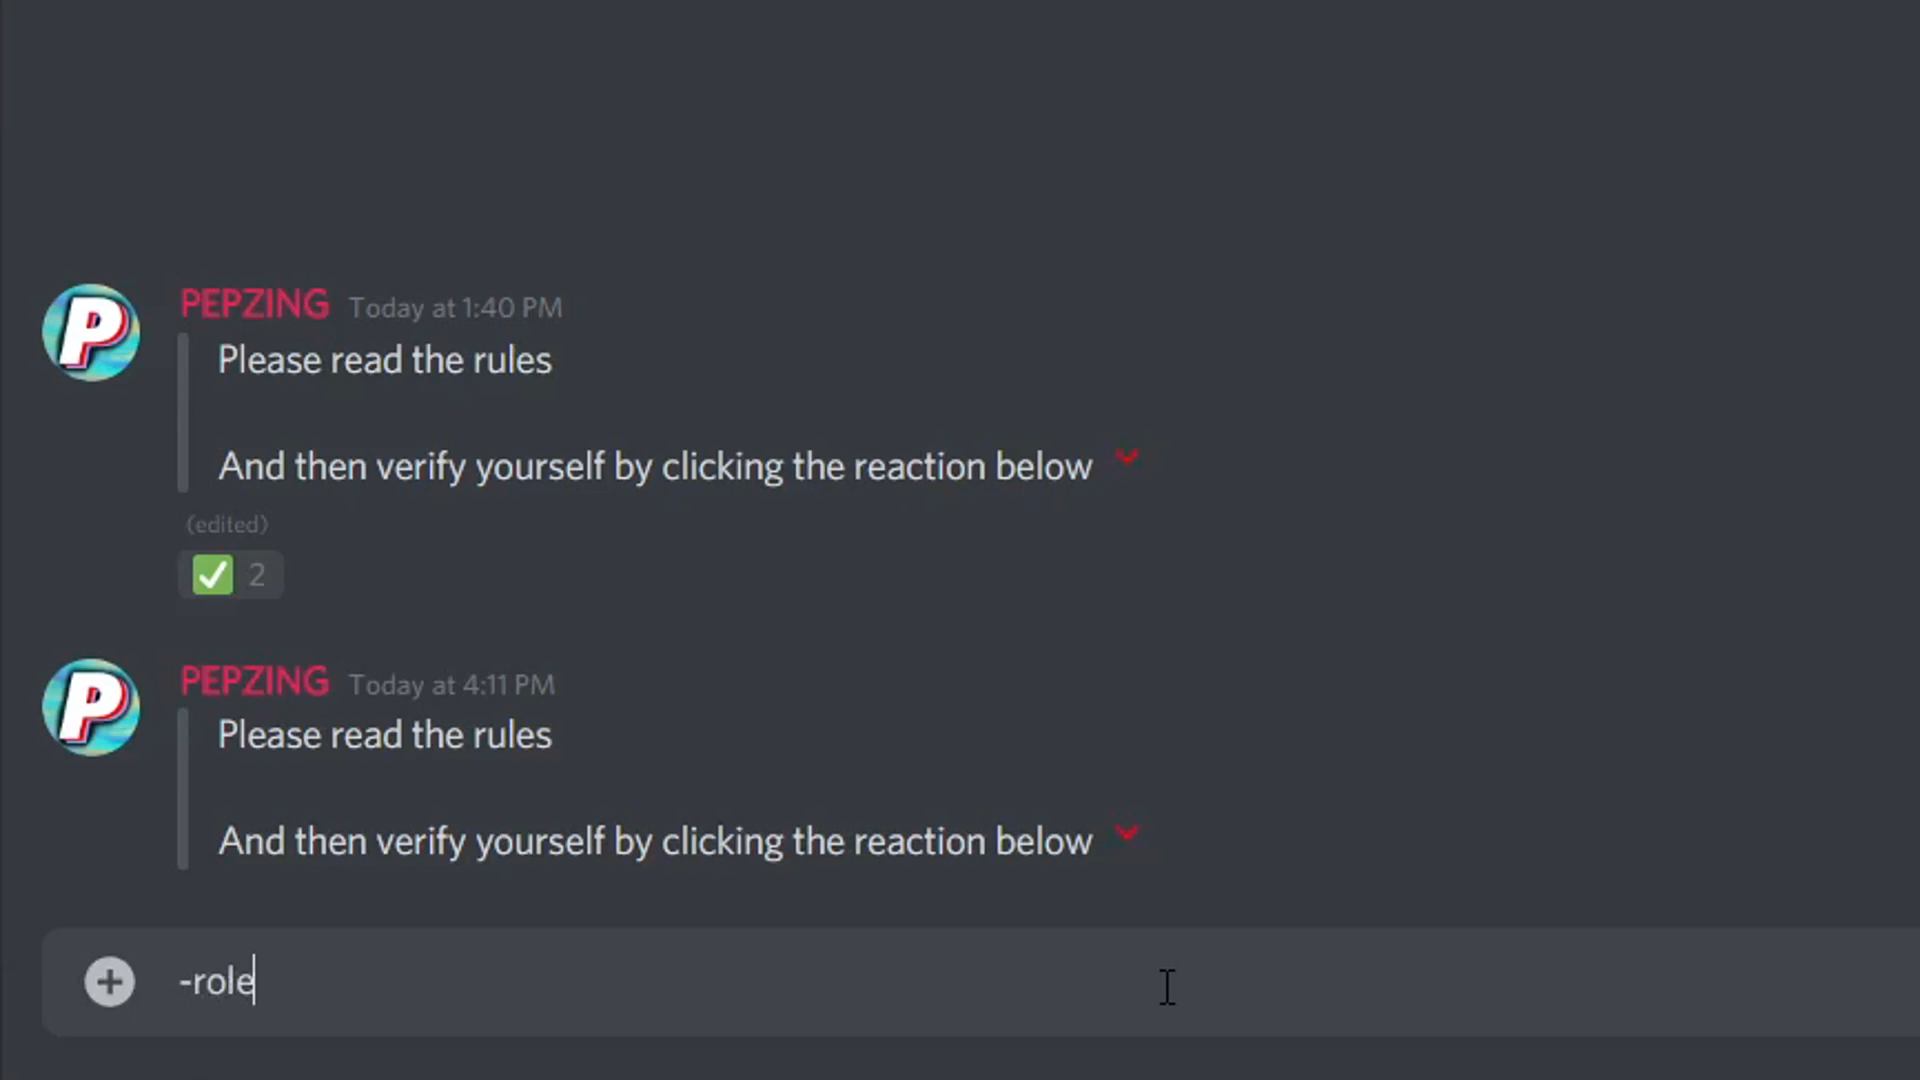 PEPZING Today at 1:40 PM
Please read the rules
And then verify yourself by clicking the reaction below
(edited)
2
PEPZING Today at 4:11 PM
Please read the rules
And then verify yourself by clicking the reaction below
-role